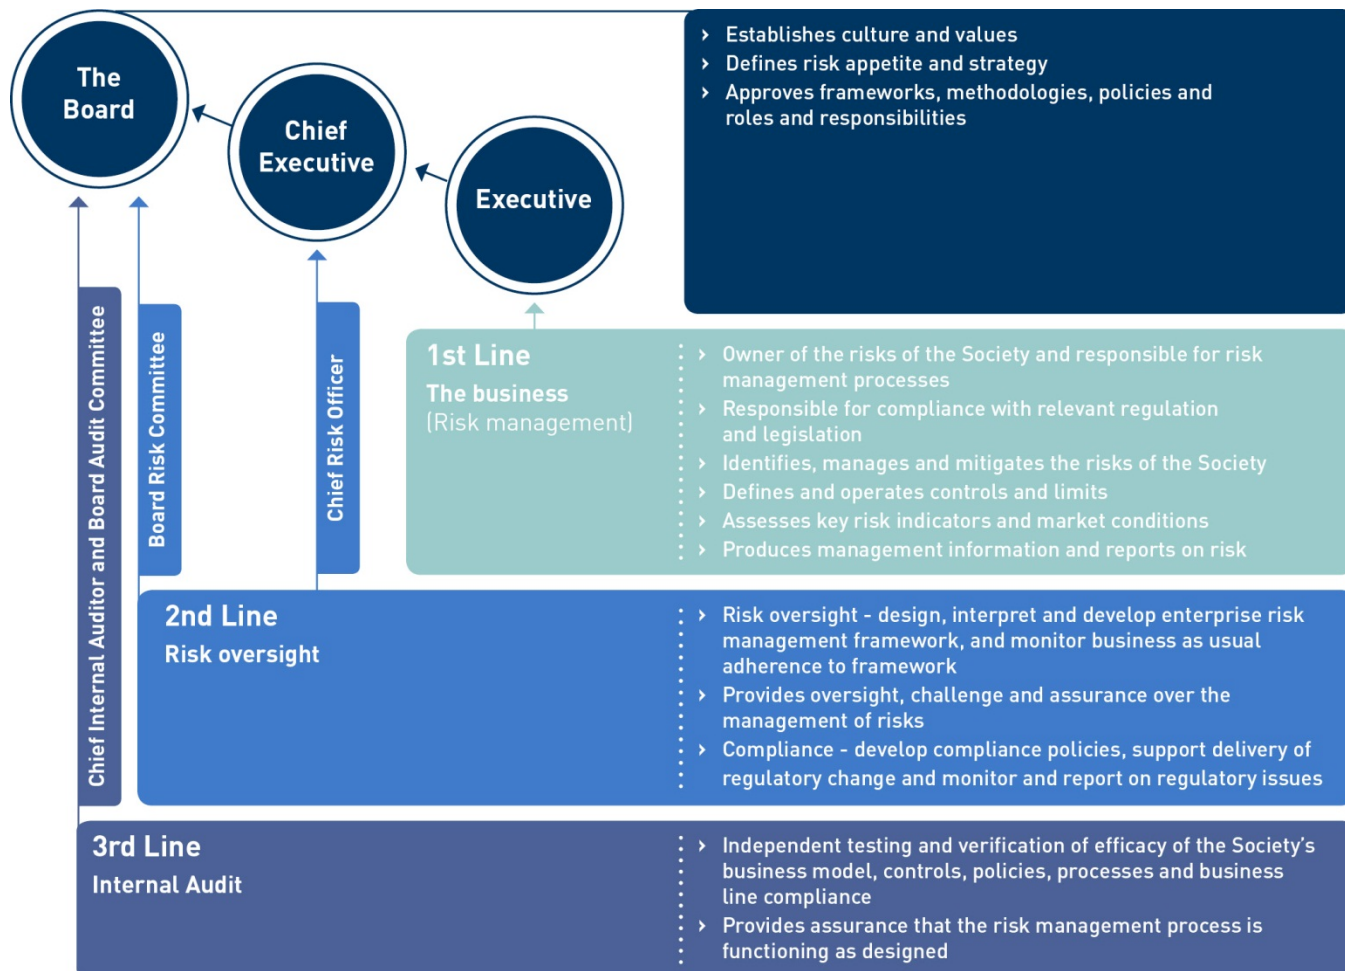 The
Board
Chief
Executive
Executive
› Establishes culture and values
› Defines risk appetite and strategy
› Approves frameworks, methodologies, policies and
roles and responsibilities
Chief Internal Auditor and Board Audit Committee
Board Risk Committee
Chief Risk Officer
1st Line
The business
(Risk management)
› Owner of the risks of the Society and responsible for risk
management processes
› Responsible for compliance with relevant regulation
and legislation
› Identifies, manages and mitigates the risks of the Society
› Defines and operates controls and limits
› Assesses key risk indicators and market conditions
› Produces management information and reports on risk
2nd Line
Risk oversight
› Risk oversight - design, interpret and develop enterprise risk
management framework, and monitor business as usual
adherence to framework
› Provides oversight, challenge and assurance over the
management of risks
› Compliance - develop compliance policies, support delivery of
regulatory change and monitor and report on regulatory issues
3rd Line
Internal Audit
› Independent testing and verification of efficacy of the Society’s
business model, controls, policies, processes and business
line compliance
› Provides assurance that the risk management process is
functioning as designed